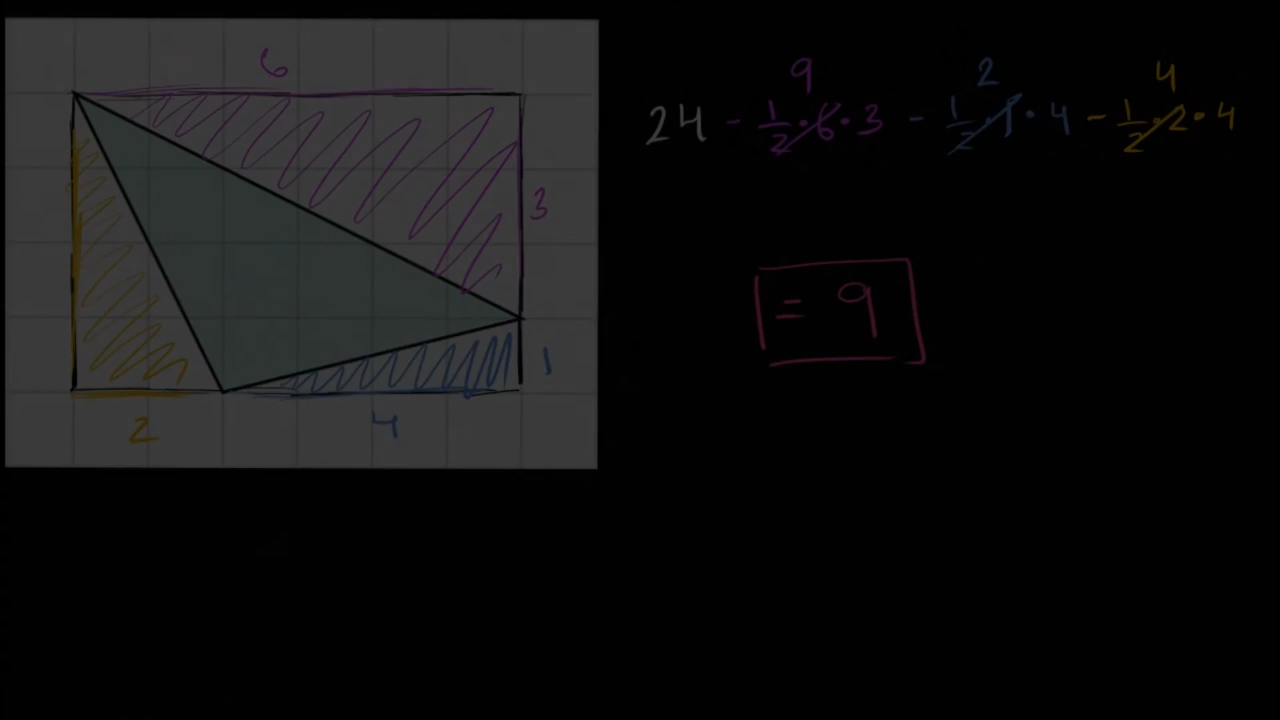 6
9 2 4
24 - 1/2 · 6 · 3 - 1/2 · 1 · 4 - 1/2 · 2 · 4
3
= 9
1
2 4